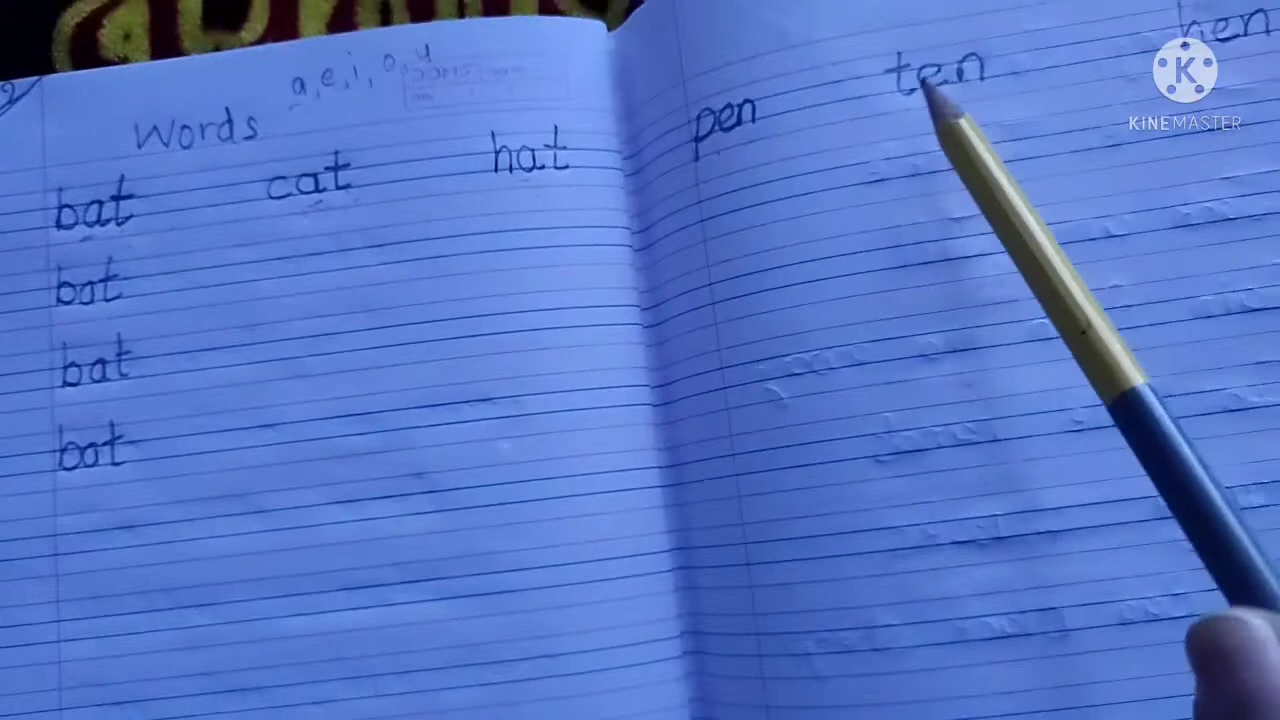 a, e, i, o, u
Words
bat cat hat
bat
bat
bat
pen ten hen
K
KINEMASTER